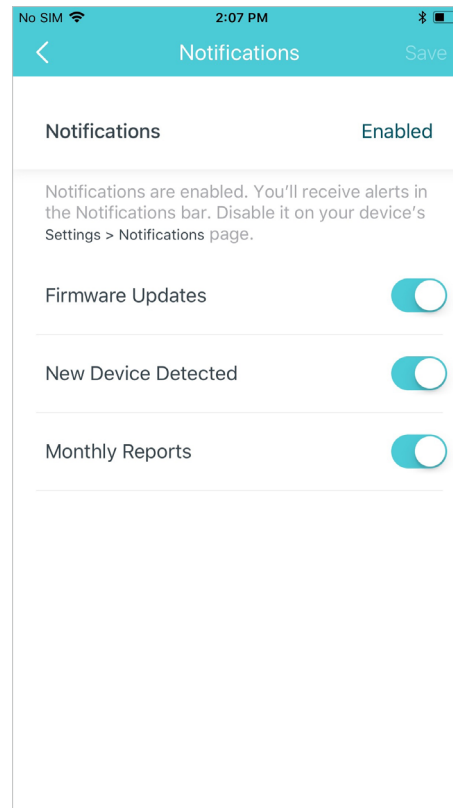 No SIM 2:07 PM
Notifications Save
Notifications Enabled
Notifications are enabled. You’ll receive alerts in
the Notifications bar. Disable it on your device’s
Settings > Notifications page.
Firmware Updates
New Device Detected
Monthly Reports